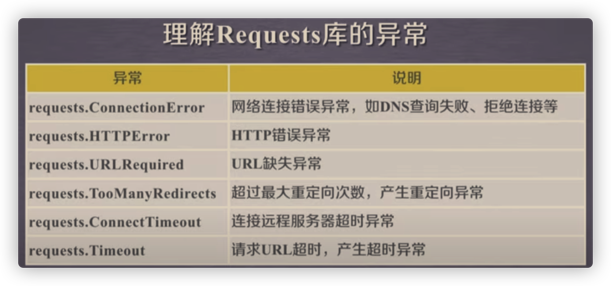 理解Requests库的异常
异常 说明
requests.ConnectionError 网络连接错误异常，如DNS查询失败、拒绝连接等
requests.HTTPError HTTP错误异常
requests.URLRequired URL缺失异常
requests.TooManyRedirects 超过最大重定向次数，产生重定向异常
requests.ConnectTimeout 连接远程服务器超时异常
requests.Timeout 请求URL超时，产生超时异常